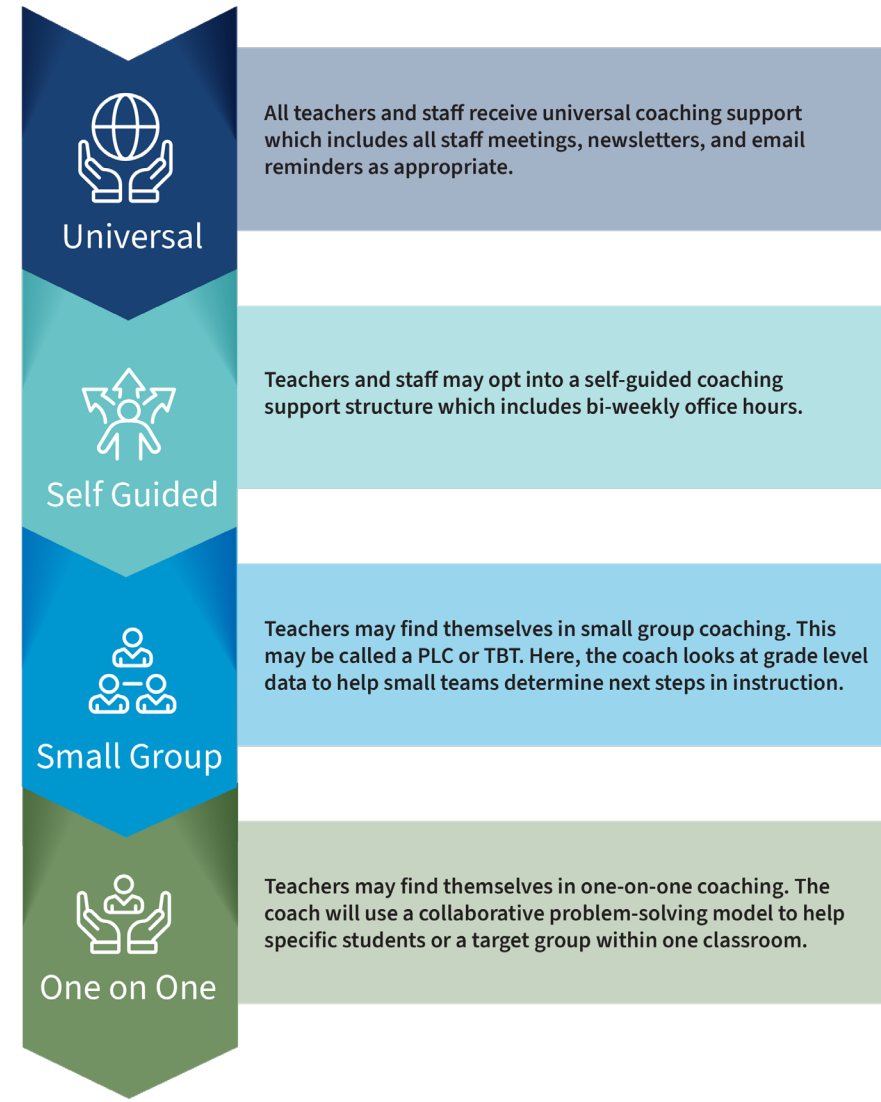 All teachers and staff receive universal coaching support
which includes all staff meetings, newsletters, and email
reminders as appropriate.
Universal
Teachers and staff may opt into a self-guided coaching
support structure which includes bi-weekly office hours.
Self Guided
Teachers may find themselves in small group coaching. This
may be called a PLC or TBT. Here, the coach looks at grade level
data to help small teams determine next steps in instruction.
Small Group
Teachers may find themselves in one-on-one coaching. The
coach will use a collaborative problem-solving model to help
specific students or a target group within one classroom.
One on One